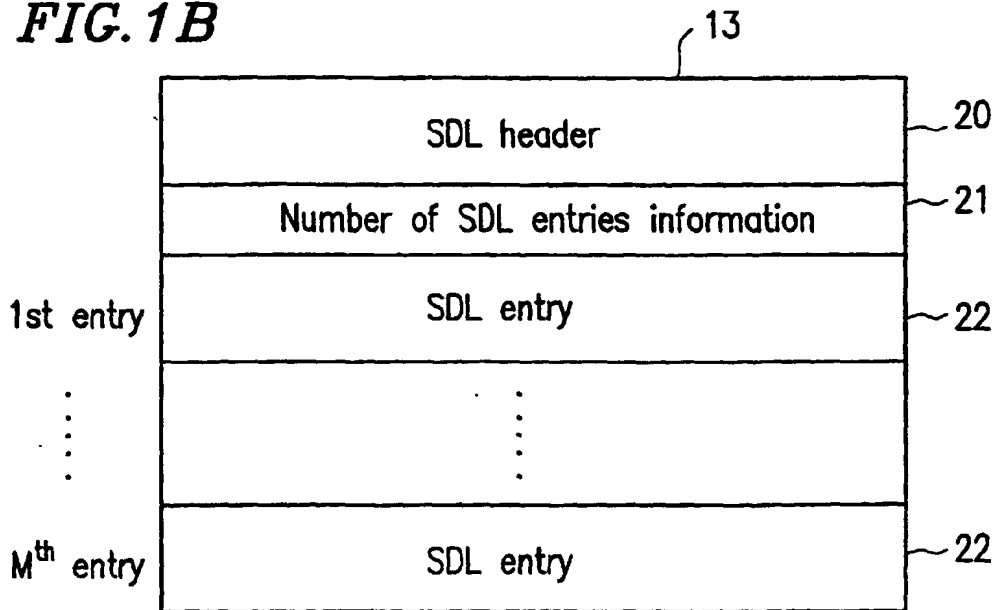 FIG. 1B
13
SDL header
20
Number of SDL entries information
21
1st entry
SDL entry
22
Mth entry
SDL entry
22